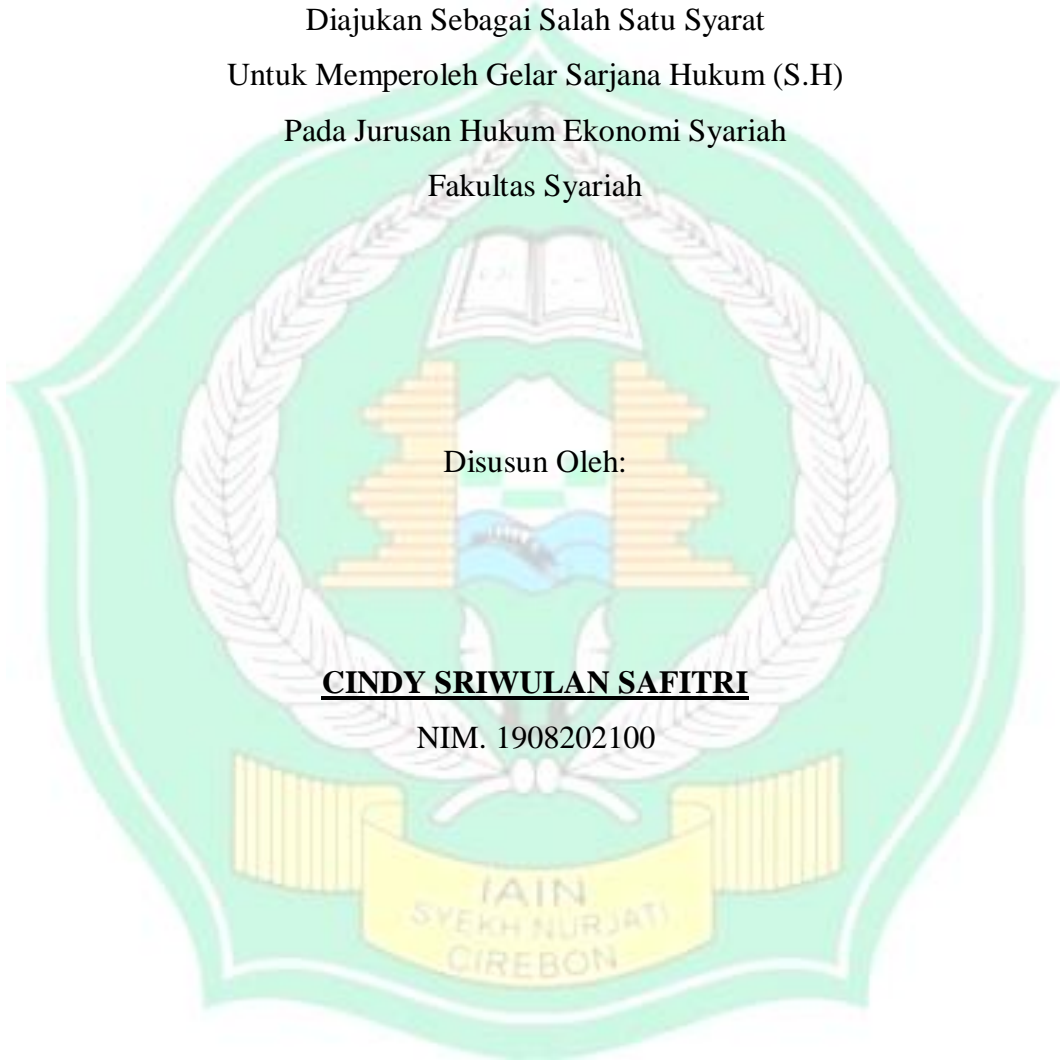 Diajukan Sebagai Salah Satu Syarat
Untuk Memperoleh Gelar Sarjana Hukum (S.H)
Pada Jurusan Hukum Ekonomi Syariah
Fakultas Syariah
Disusun Oleh:
CINDY SRIWULAN SAFITRI
NIM. 1908202100
IAIN
SYEKH NURJATI
CIREBON